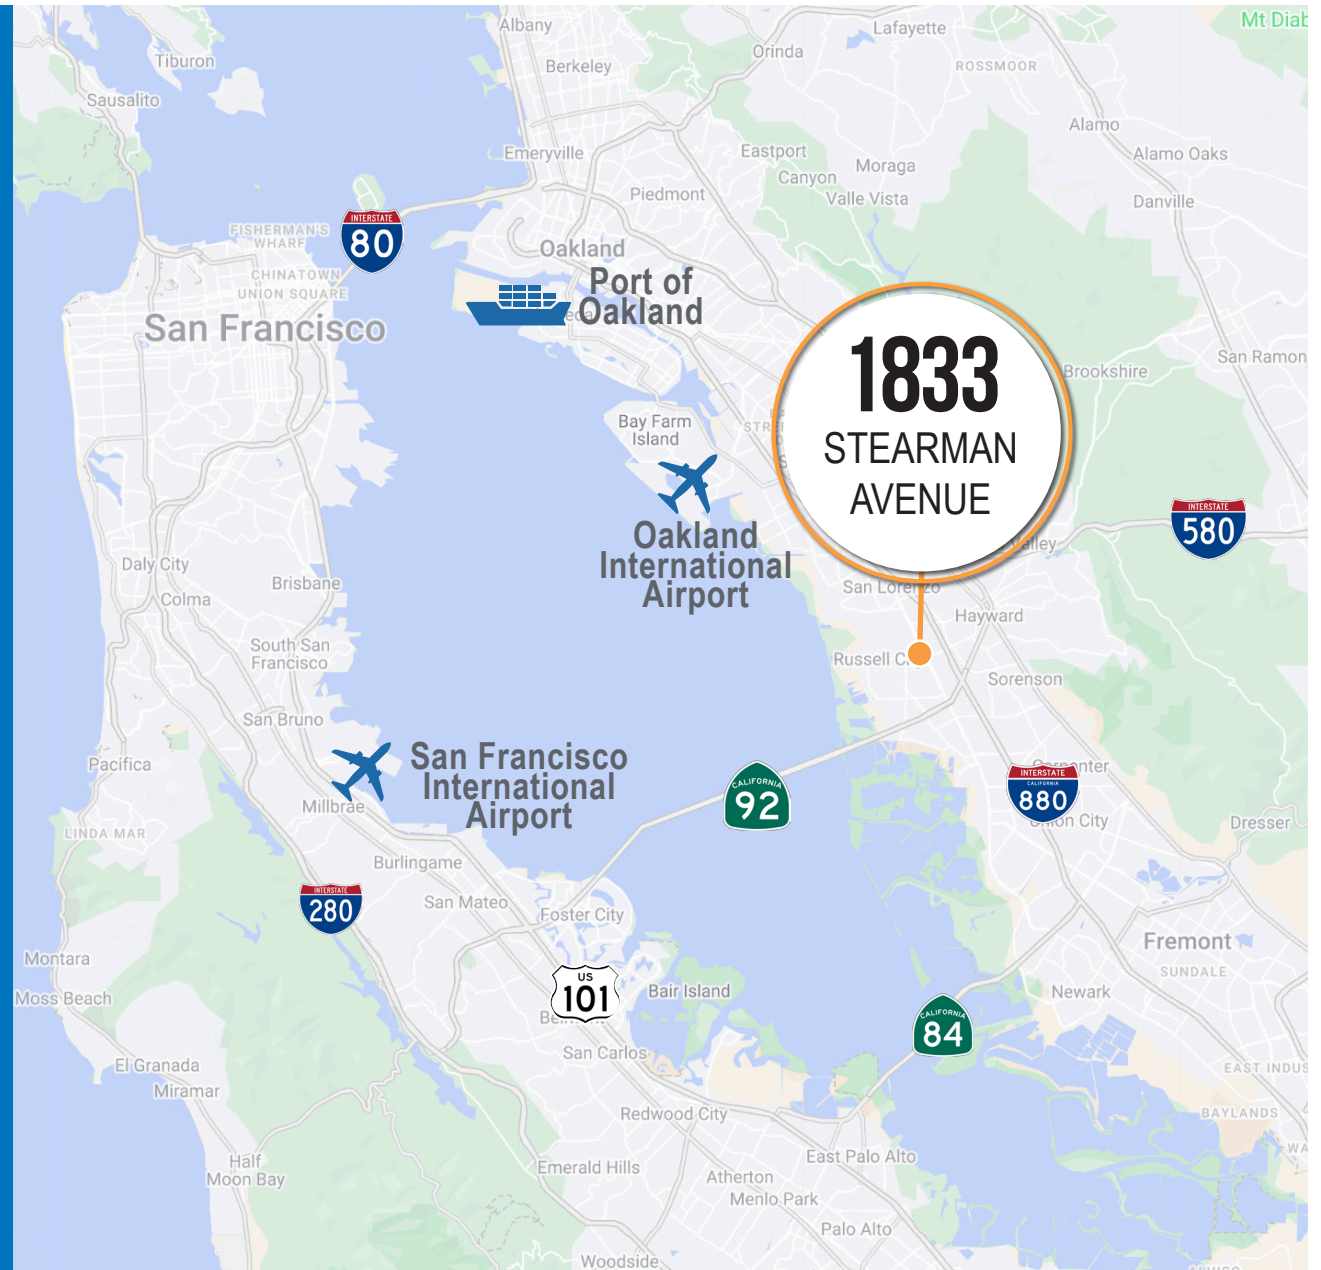 Albany
Mt Diab
Lafayette
Tiburon
Orinda
Berkeley
ROSSMOOR
Sausalito
Alamo
Emeryville
Eastport
Alamo Oaks
Moraga
Canyon
Piedmont
Valle Vista
Danville
INTERSTATE
80
FISHERMAN'S
WHARF
Oakland
CHINATOWN
UNION SQUARE
Port of
Oakland
San Francisco
1833
STEARMAN
AVENUE
San Ramon
Brookshire
Bay Farm
Island
INTERSTATE
580
Oakland
International
Airport
alley
Daly City
Brisbane
Colma
San Lorenzo
Hayward
South San
Francisco
Russell C
Sorenson
San Bruno
San Francisco
International
Airport
Pacifica
CALIFORNIA
92
INTERSTATE
CALIFORNIA
880
Union City
Millbrae
LINDA MAR
Dresser
Burlingame
INTERSTATE
280
San Mateo
Foster City
Fremont
SUNDALE
Montara
US
101
Bair Island
Newark
Moss Beach
CALIFORNIA
84
San Carlos
El Granada
EAST INDUS
Miramar
Redwood City
BAYLANDS
WA
Half
Moon Bay
East Palo Alto
Emerald Hills
Atherton
Menlo Park
Palo Alto
Woodside